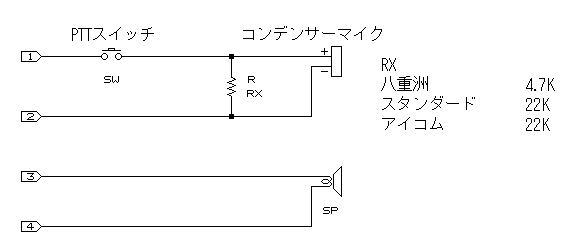 PTTスイッチ
コンデンサーマイク
1
SW
+
−
R
RX
2
RX
八重洲 4.7K
スタンダード 22K
アイコム 22K
3
4
SP